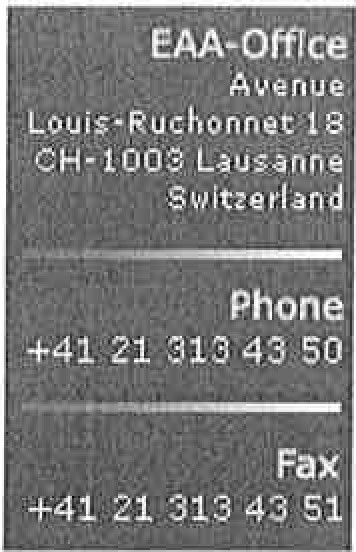 EAA-Office
Avenue
Louis-Ruchonnet 18
CH-1003 Lausanne
Switzerland
Phone
+41 21 313 43 50
Fax
+41 21 313 43 51